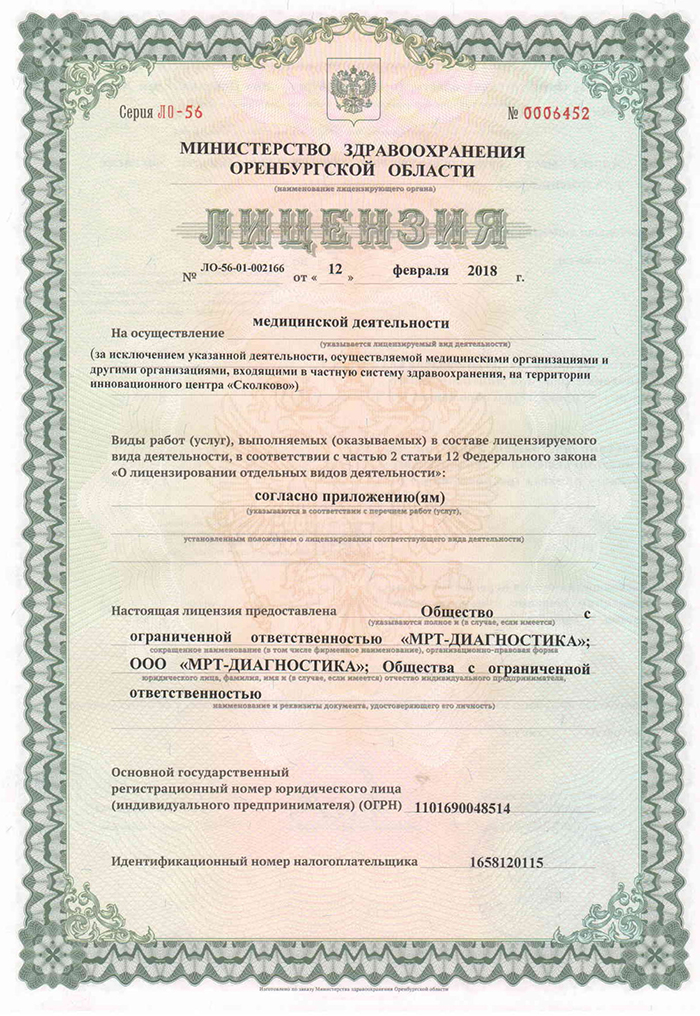 Серия ЛО-56 № 0006452
МИНИСТЕРСТВО ЗДРАВООХРАНЕНИЯ
ОРЕНБУРГСКОЙ ОБЛАСТИ
(наименование лицензирующего органа)
ЛИЦЕНЗИЯ
№ ЛО-56-01-002166 от « 12 » февраля 2018 г.
На осуществление медицинской деятельности
(указывается лицензируемый вид деятельности)
(за исключением указанной деятельности, осуществляемой медицинскими организациями и
другими организациями, входящими в частную систему здравоохранения, на территории
инновационного центра «Сколково»)
Виды работ (услуг), выполняемых (оказываемых) в составе лицензируемого
вида деятельности, в соответствии с частью 2 статьи 12 Федерального закона
«О лицензировании отдельных видов деятельности»:
согласно приложению(ям)
(указываются в соответствии с перечнем работ (услуг),
установленным положением о лицензировании соответствующего вида деятельности)
Настоящая лицензия предоставлена Общество с
(указываются полное и (в случае, если имеется)
ограниченной ответственностью «МРТ-ДИАГНОСТИКА»;
сокращенное наименование (в том числе фирменное наименование), организационно-правовая форма
ООО «МРТ-ДИАГНОСТИКА»; Общества с ограниченной
юридического лица, фамилия, имя и (в случае, если имеется) отчество индивидуального предпринимателя,
ответственностью
наименование и реквизиты документа, удостоверяющего его личность)
Основной государственный
регистрационный номер юридического лица
(индивидуального предпринимателя) (ОГРН) 1101690048514
Идентификационный номер налогоплательщика 1658120115
Изготовлено по заказу Министерства здравоохранения Оренбургской области